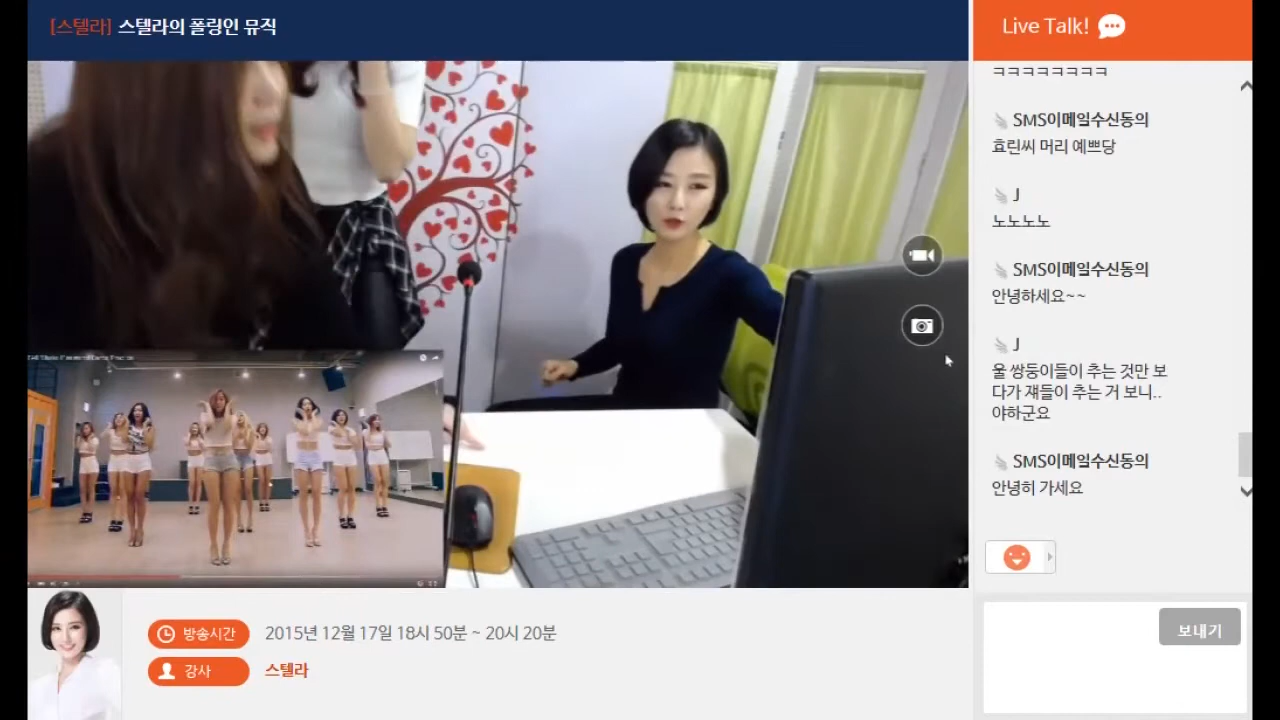 [스텔라] 스텔라의 폴링인 뮤직
Live Talk!
ㅋㅋㅋㅋㅋㅋㅋㅋ
SMS이메일수신동의
효린씨 머리 예쁘당
J
노노노노
SMS이메일수신동의
안녕하세요~~
J
울 쌍둥이들이 추는 것만 보
다가 쟤들이 추는 거 보니..
야하군요
SMS이메일수신동의
안녕히 가세요
보내기
방송시간 2015년 12월 17일 18시 50분 ~ 20시 20분
강사 스텔라